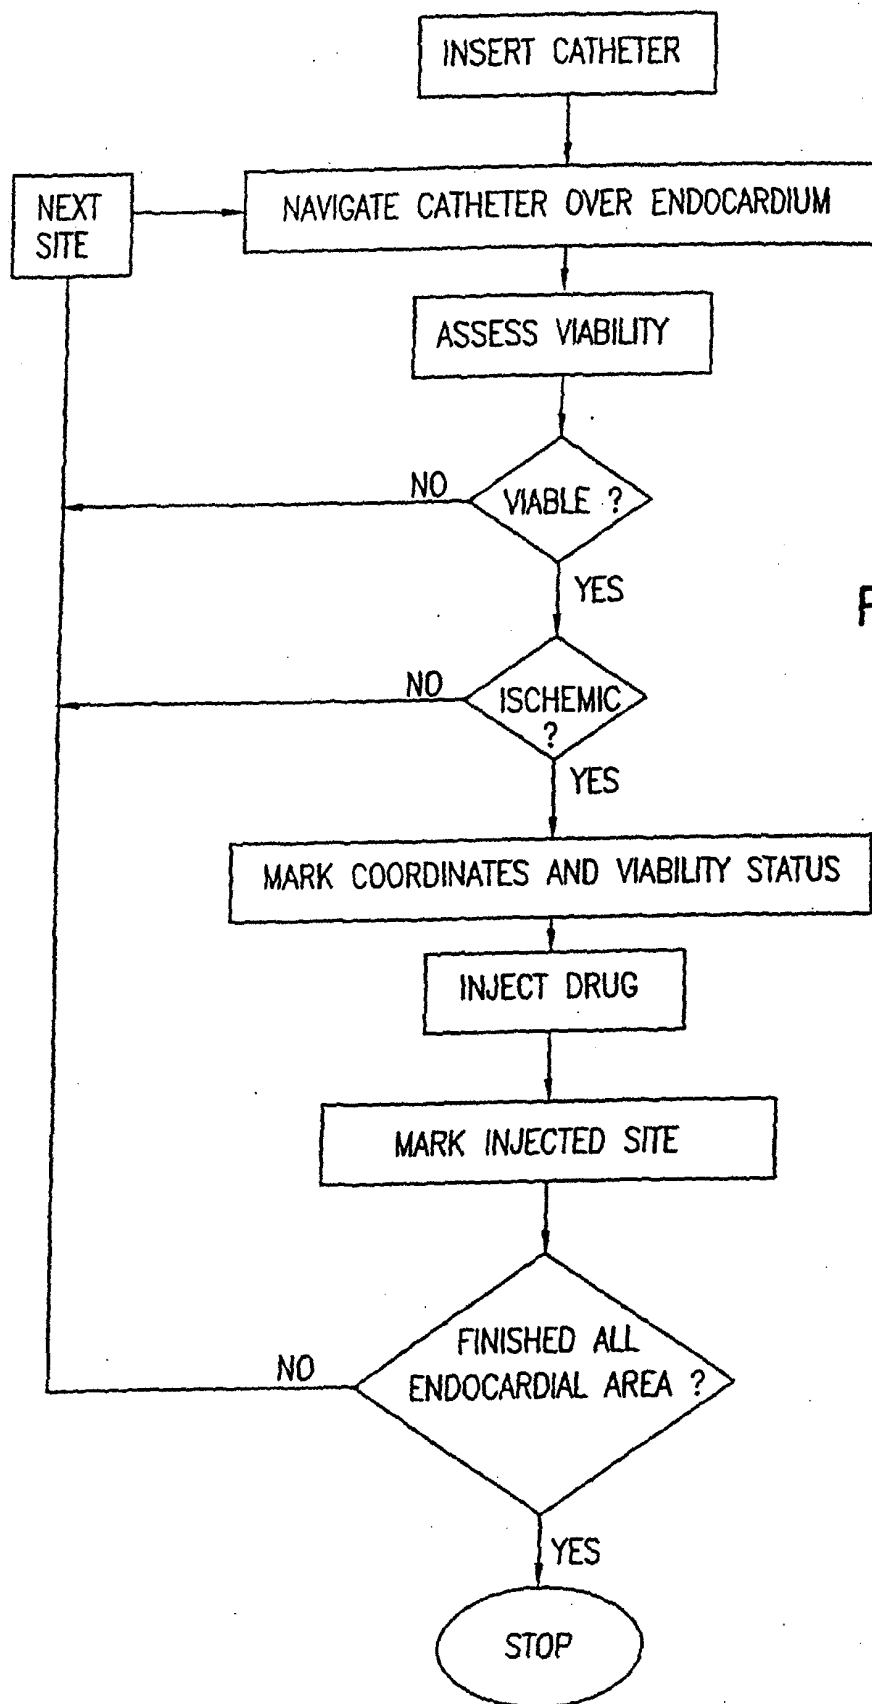 INSERT CATHETER
NEXT
SITE
NAVIGATE CATHETER OVER ENDOCARDIUM
ASSESS VIABILITY
NO
VIABLE ?
YES
NO
ISCHEMIC
?
YES
MARK COORDINATES AND VIABILITY STATUS
INJECT DRUG
MARK INJECTED SITE
FINISHED ALL
ENDOCARDIAL AREA ?
NO
YES
STOP